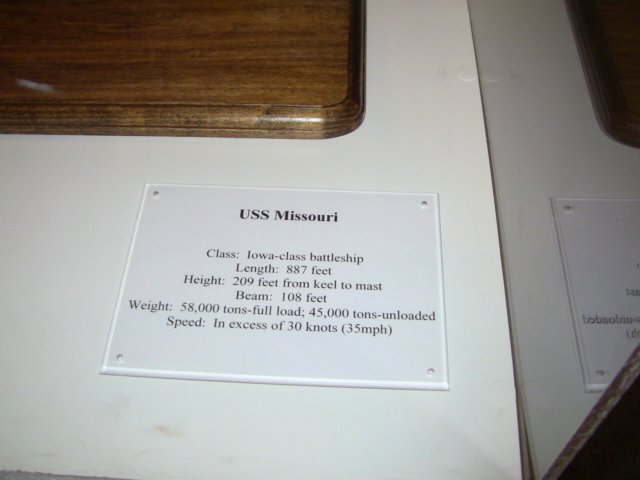 USS Missouri
Class: Iowa-class battleship
Length: 887 feet
Height: 209 feet from keel to mast
Beam: 108 feet
Weight: 58,000 tons-full load; 45,000 tons-unloaded
Speed: In excess of 30 knots (35mph)